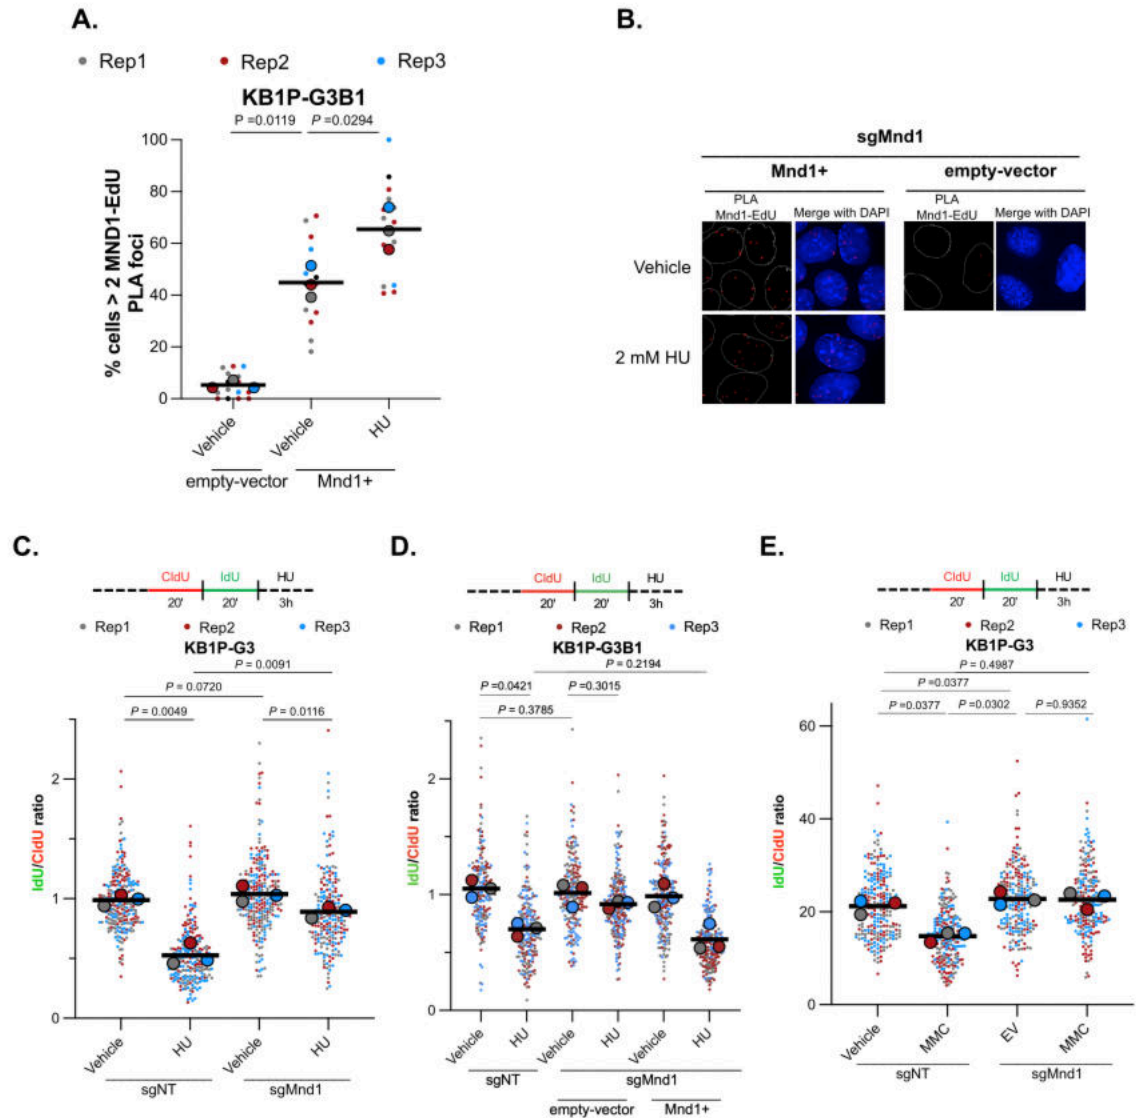 A.
Rep1 Rep2 Rep3
KB1P-G3B1
P =0.0119 P =0.0294
% cells > 2 MND1-EdU
PLA foci
100
80
60
40
20
0
Vehicle Vehicle HU
empty-vector Mnd1+
B.
sgMnd1
Mnd1+ empty-vector
PLA
Mnd1-EdU Merge with DAPI
PLA
Mnd1-EdU Merge with DAPI
Vehicle
2 mM HU
C.
CldU IdU HU
20' 20' 3h
Rep1 Rep2 Rep3
KB1P-G3
P = 0.0091
P = 0.0720
P = 0.0049 P = 0.0116
IdU/CldU ratio
2
1
0
Vehicle HU Vehicle HU
sgNT sgMnd1
D.
CldU IdU HU
20' 20' 3h
Rep1 Rep2 Rep3
KB1P-G3B1
P = 0.2194
P =0.0421 P =0.3015
P = 0.3785
IdU/CldU ratio
2
1
0
Vehicle HU Vehicle HU Vehicle HU
sgNT sgMnd1
empty-vector Mnd1+
E.
CldU IdU HU
20' 20' 3h
Rep1 Rep2 Rep3
KB1P-G3
P = 0.4987
P =0.0377
P =0.0377 P =0.0302 P =0.9352
IdU/CldU ratio
60
40
20
0
Vehicle MMC EV MMC
sgNT sgMnd1